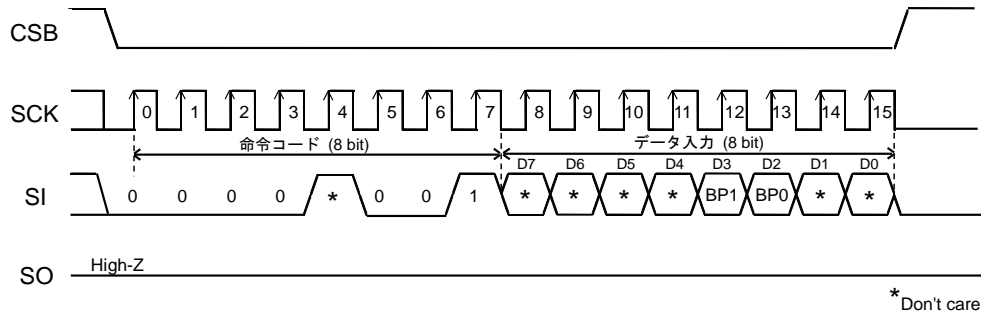 CSB
SCK
0 1 2 3 4 5 6 7 8 9 10 11 12 13 14 15
命令コード (8 bit) データ入力 (8 bit)
D7 D6 D5 D4 D3 D2 D1 D0
SI
0 0 0 0 * 0 0 1 * * * * BP1 BP0 * *
High-Z
SO
*Don't care